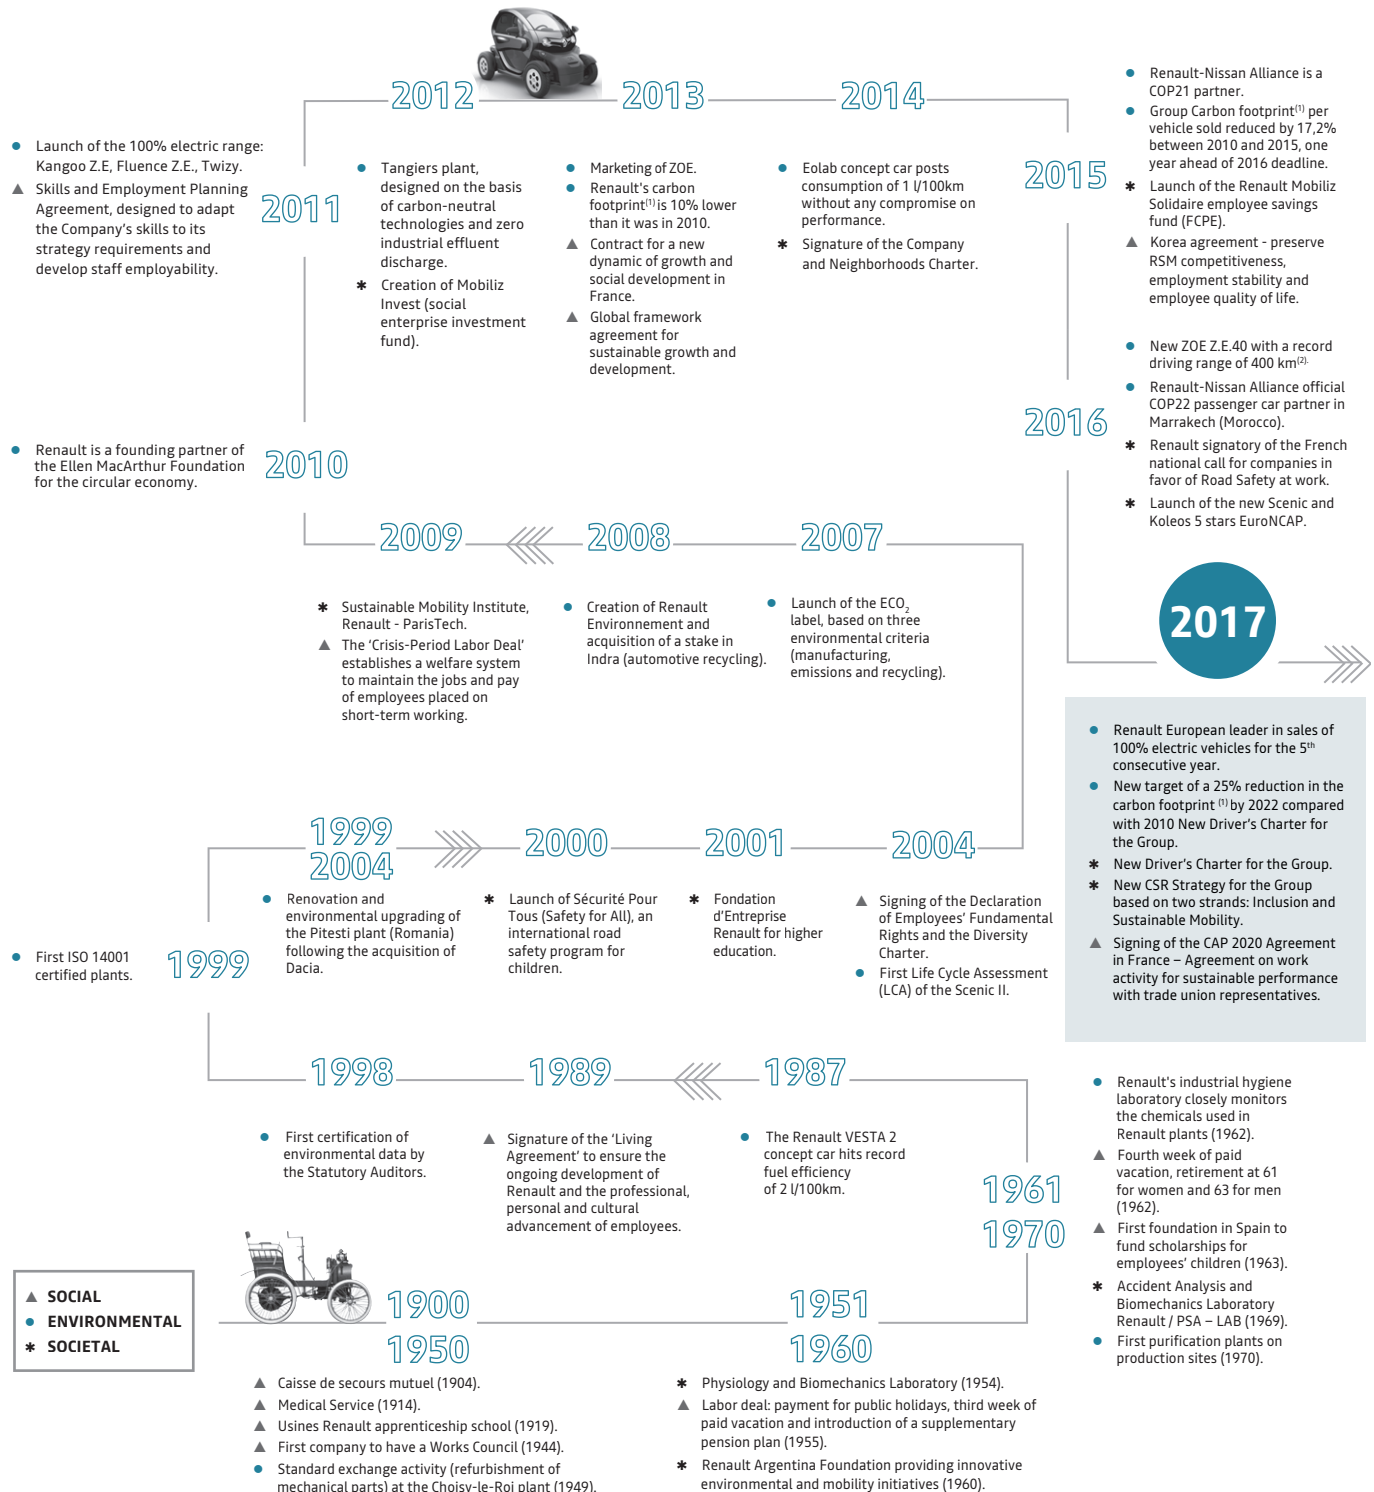 2012
2013
2014
● Launch of the 100% electric range:
Kangoo Z.E, Fluence Z.E., Twizy.
▲ Skills and Employment Planning
Agreement, designed to adapt
the Company's skills to its
strategy requirements and
develop staff employability.
2011
● Tangiers plant,
designed on the basis
of carbon-neutral
technologies and zero
industrial effluent
discharge.
✱ Creation of Mobiliz
Invest (social
enterprise investment
fund).
● Marketing of ZOE.
● Renault's carbon
footprint(1) is 10% lower
than it was in 2010.
▲ Contract for a new
dynamic of growth and
social development in
France.
▲ Global framework
agreement for
sustainable growth and
development.
● Eolab concept car posts
consumption of 1 l/100km
without any compromise on
performance.
✱ Signature of the Company
and Neighborhoods Charter.
2015
● Renault-Nissan Alliance is a
COP21 partner.
● Group Carbon footprint(1) per
vehicle sold reduced by 17,2%
between 2010 and 2015, one
year ahead of 2016 deadline.
✱ Launch of the Renault Mobiliz
Solidaire employee savings
fund (FCPE).
▲ Korea agreement - preserve
RSM competitiveness,
employment stability and
employee quality of life.
2016
● New ZOE Z.E.40 with a record
driving range of 400 km(2).
● Renault-Nissan Alliance official
COP22 passenger car partner in
Marrakech (Morocco).
✱ Renault signatory of the French
national call for companies in
favor of Road Safety at work.
✱ Launch of the new Scenic and
Koleos 5 stars EuroNCAP.
● Renault is a founding partner of
the Ellen MacArthur Foundation
for the circular economy.
2010
2009
2008
2007
✱ Sustainable Mobility Institute,
Renault - ParisTech.
▲ The ‘Crisis-Period Labor Deal’
establishes a welfare system
to maintain the jobs and pay
of employees placed on
short-term working.
● Creation of Renault
Environnement and
acquisition of a stake in
Indra (automotive recycling).
● Launch of the ECO2
label, based on three
environmental criteria
(manufacturing,
emissions and recycling).
2017
● Renault European leader in sales of
100% electric vehicles for the 5th
consecutive year.
● New target of a 25% reduction in the
carbon footprint (1) by 2022 compared
with 2010 New Driver's Charter for
the Group.
✱ New Driver's Charter for the Group.
✱ New CSR Strategy for the Group
based on two strands: Inclusion and
Sustainable Mobility.
▲ Signing of the CAP 2020 Agreement
in France – Agreement on work
activity for sustainable performance
with trade union representatives.
1999
2004
2000
2001
2004
● First ISO 14001
certified plants.
1999
● Renovation and
environmental upgrading of
the Pitesti plant (Romania)
following the acquisition of
Dacia.
✱ Launch of Sécurité Pour
Tous (Safety for All), an
international road
safety program for
children.
✱ Fondation
d'Entreprise
Renault for higher
education.
▲ Signing of the Declaration
of Employees' Fundamental
Rights and the Diversity
Charter.
● First Life Cycle Assessment
(LCA) of the Scenic II.
1998
1989
1987
● First certification of
environmental data by
the Statutory Auditors.
▲ Signature of the ‘Living
Agreement’ to ensure the
ongoing development of
Renault and the professional,
personal and cultural
advancement of employees.
● The Renault VESTA 2
concept car hits record
fuel efficiency
of 2 l/100km.
1961
1970
● Renault's industrial hygiene
laboratory closely monitors
the chemicals used in
Renault plants (1962).
▲ Fourth week of paid
vacation, retirement at 61
for women and 63 for men
(1962).
▲ First foundation in Spain to
fund scholarships for
employees' children (1963).
✱ Accident Analysis and
Biomechanics Laboratory
Renault / PSA – LAB (1969).
● First purification plants on
production sites (1970).
▲ SOCIAL
● ENVIRONMENTAL
✱ SOCIETAL
1900
1950
1951
1960
▲ Caisse de secours mutuel (1904).
▲ Medical Service (1914).
▲ Usines Renault apprenticeship school (1919).
▲ First company to have a Works Council (1944).
● Standard exchange activity (refurbishment of
mechanical parts) at the Choisy-le-Roi plant (1949).
✱ Physiology and Biomechanics Laboratory (1954).
▲ Labor deal: payment for public holidays, third week of
paid vacation and introduction of a supplementary
pension plan (1955).
✱ Renault Argentina Foundation providing innovative
environmental and mobility initiatives (1960).